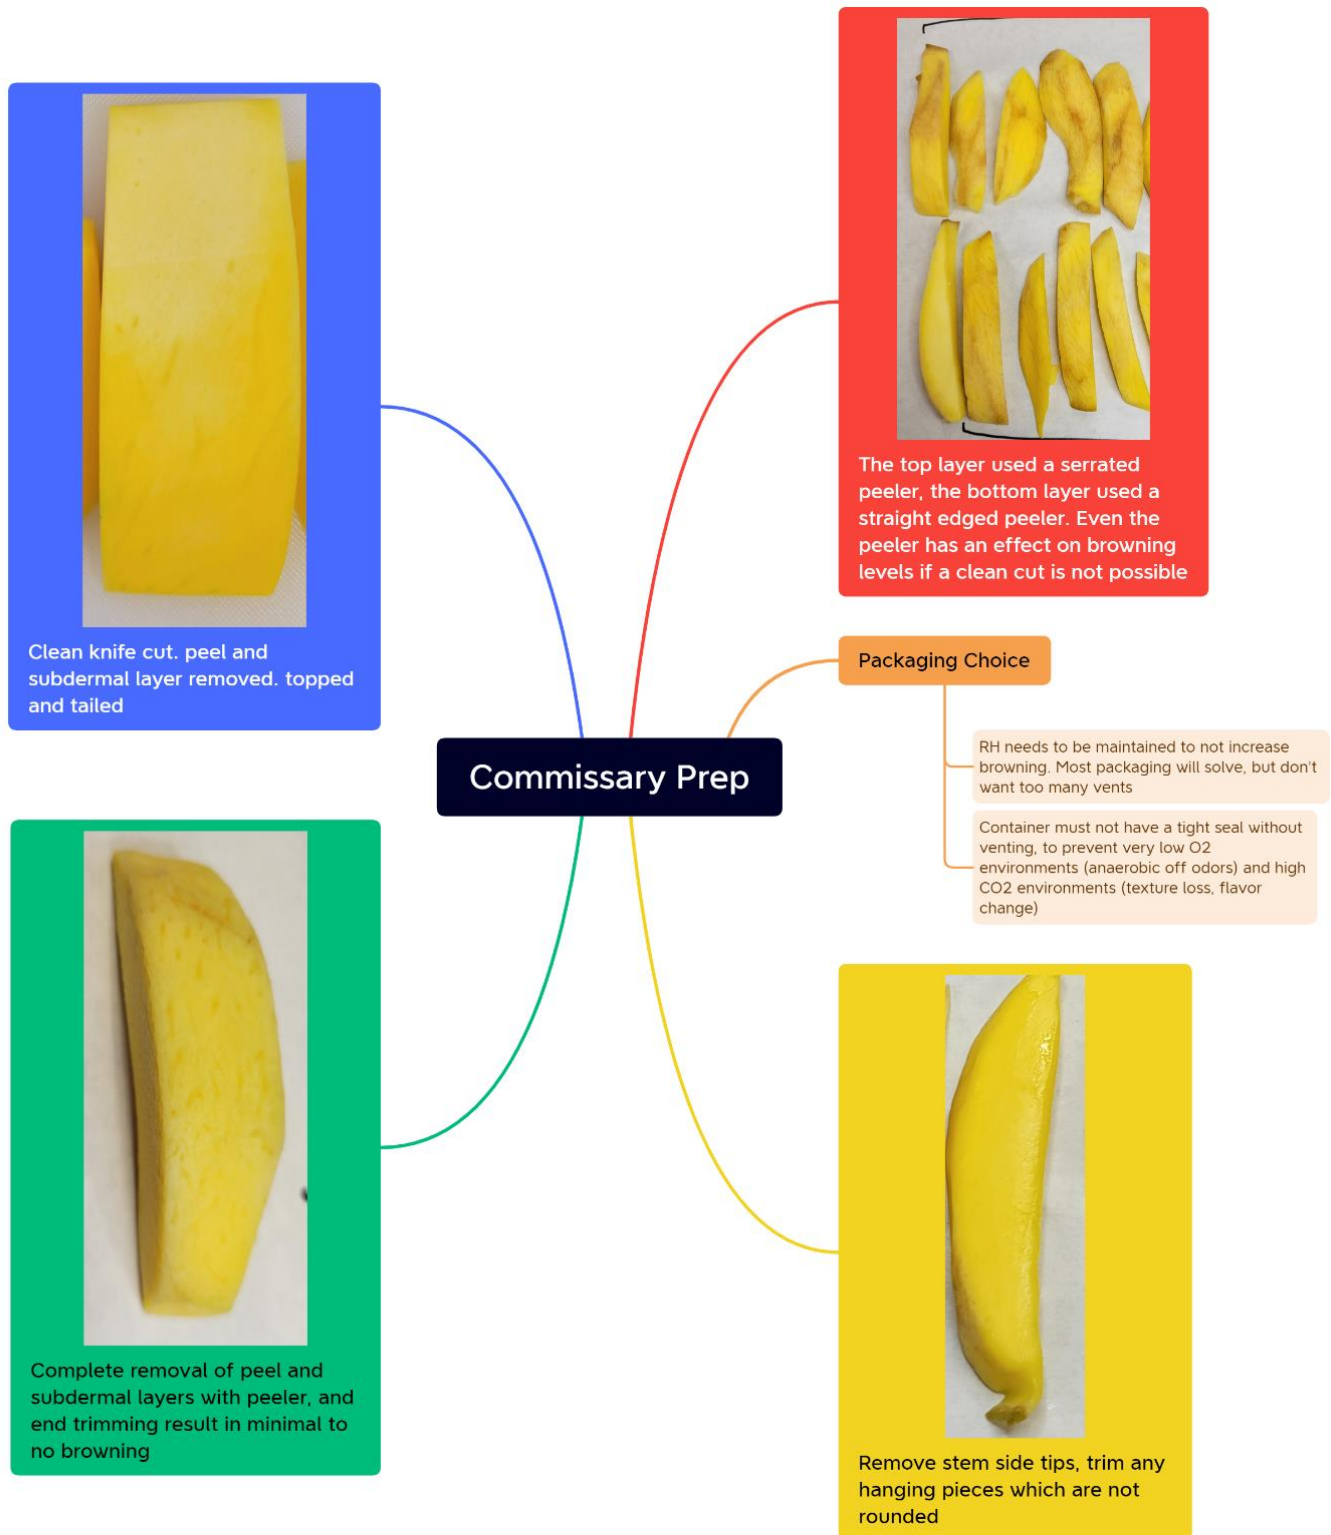 Clean knife cut. peel and
subdermal layer removed. topped
and tailed
The top layer used a serrated
peeler, the bottom layer used a
straight edged peeler. Even the
peeler has an effect on browning
levels if a clean cut is not possible
Packaging Choice
RH needs to be maintained to not increase
browning. Most packaging will solve, but don't
want too many vents
Container must not have a tight seal without
venting, to prevent very low O2
environments (anaerobic off odors) and high
CO2 environments (texture loss, flavor
change)
Commissary Prep
Complete removal of peel and
subdermal layers with peeler, and
end trimming result in minimal to
no browning
Remove stem side tips, trim any
hanging pieces which are not
rounded